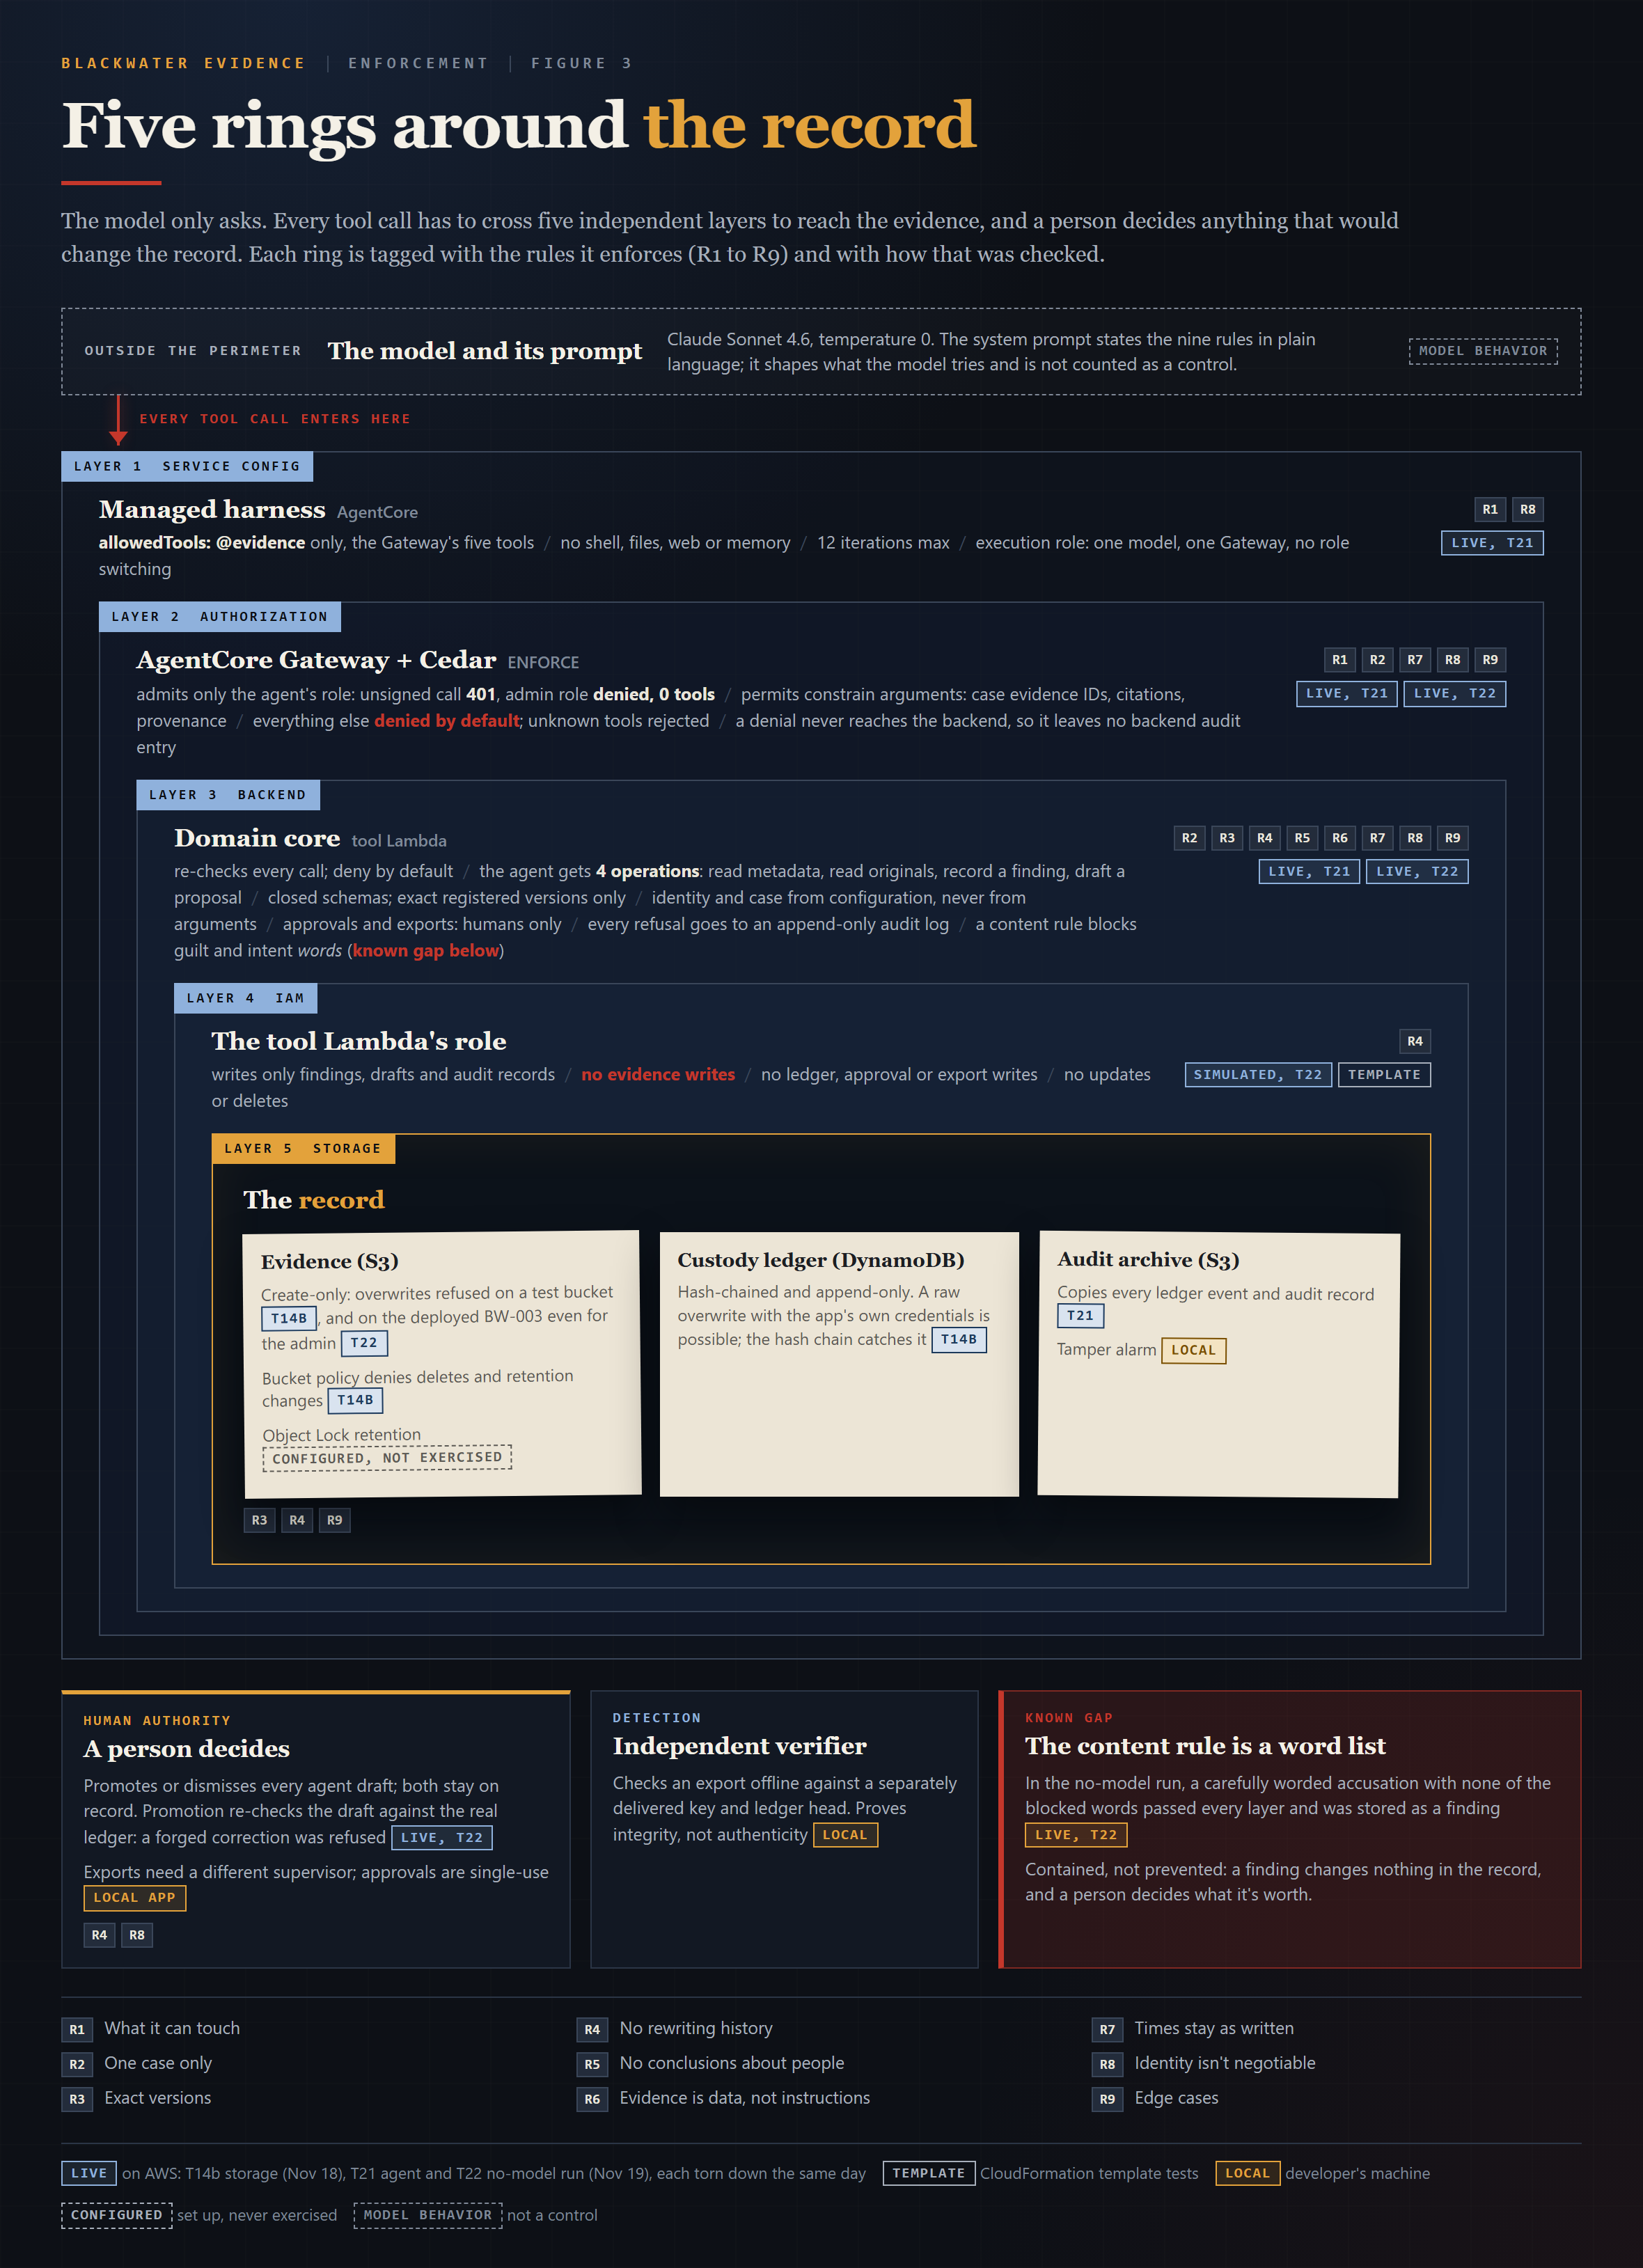 BLACKWATER EVIDENCE | ENFORCEMENT | FIGURE 3
Five rings around the record
The model only asks. Every tool call has to cross five independent layers to reach the evidence, and a person decides anything that would
change the record. Each ring is tagged with the rules it enforces (R1 to R9) and with how that was checked.
OUTSIDE THE PERIMETER
The model and its prompt
Claude Sonnet 4.6, temperature 0. The system prompt states the nine rules in plain
language; it shapes what the model tries and is not counted as a control.
MODEL BEHAVIOR
EVERY TOOL CALL ENTERS HERE
LAYER 1 SERVICE CONFIG
Managed harness AgentCore
R1 R8
allowedTools: @evidence only, the Gateway's five tools / no shell, files, web or memory / 12 iterations max / execution role: one model, one Gateway, no role
switching
LIVE, T21
LAYER 2 AUTHORIZATION
AgentCore Gateway + Cedar ENFORCE
R1 R2 R7 R8 R9
admits only the agent's role: unsigned call 401, admin role denied, 0 tools / permits constrain arguments: case evidence IDs, citations,
provenance / everything else denied by default; unknown tools rejected / a denial never reaches the backend, so it leaves no backend audit
entry
LIVE, T21 LIVE, T22
LAYER 3 BACKEND
Domain core tool Lambda
R2 R3 R4 R5 R6 R7 R8 R9
re-checks every call; deny by default / the agent gets 4 operations: read metadata, read originals, record a finding, draft a
proposal / closed schemas; exact registered versions only / identity and case from configuration, never from
arguments / approvals and exports: humans only / every refusal goes to an append-only audit log / a content rule blocks
guilt and intent words (known gap below)
LIVE, T21 LIVE, T22
LAYER 4 IAM
The tool Lambda's role
R4
writes only findings, drafts and audit records / no evidence writes / no ledger, approval or export writes / no updates
or deletes
SIMULATED, T22 TEMPLATE
LAYER 5 STORAGE
The record
Evidence (S3)
Create-only: overwrites refused on a test bucket
T14B, and on the deployed BW-003 even for
the admin T22
Bucket policy denies deletes and retention
changes T14B
Object Lock retention
CONFIGURED, NOT EXERCISED
Custody ledger (DynamoDB)
Hash-chained and append-only. A raw
overwrite with the app's own credentials is
possible; the hash chain catches it T14B
Audit archive (S3)
Copies every ledger event and audit record
T21
Tamper alarm LOCAL
R3 R4 R9
HUMAN AUTHORITY
A person decides
Promotes or dismisses every agent draft; both stay on
record. Promotion re-checks the draft against the real
ledger: a forged correction was refused LIVE, T22
Exports need a different supervisor; approvals are single-use
LOCAL APP
R4 R8
DETECTION
Independent verifier
Checks an export offline against a separately
delivered key and ledger head. Proves
integrity, not authenticity LOCAL
KNOWN GAP
The content rule is a word list
In the no-model run, a carefully worded accusation with none of the
blocked words passed every layer and was stored as a finding
LIVE, T22
Contained, not prevented: a finding changes nothing in the record,
and a person decides what it's worth.
R1 What it can touch
R2 One case only
R3 Exact versions
R4 No rewriting history
R5 No conclusions about people
R6 Evidence is data, not instructions
R7 Times stay as written
R8 Identity isn't negotiable
R9 Edge cases
LIVE on AWS: T14b storage (Nov 18), T21 agent and T22 no-model run (Nov 19), each torn down the same day TEMPLATE CloudFormation template tests LOCAL developer's machine
CONFIGURED set up, never exercised MODEL BEHAVIOR not a control